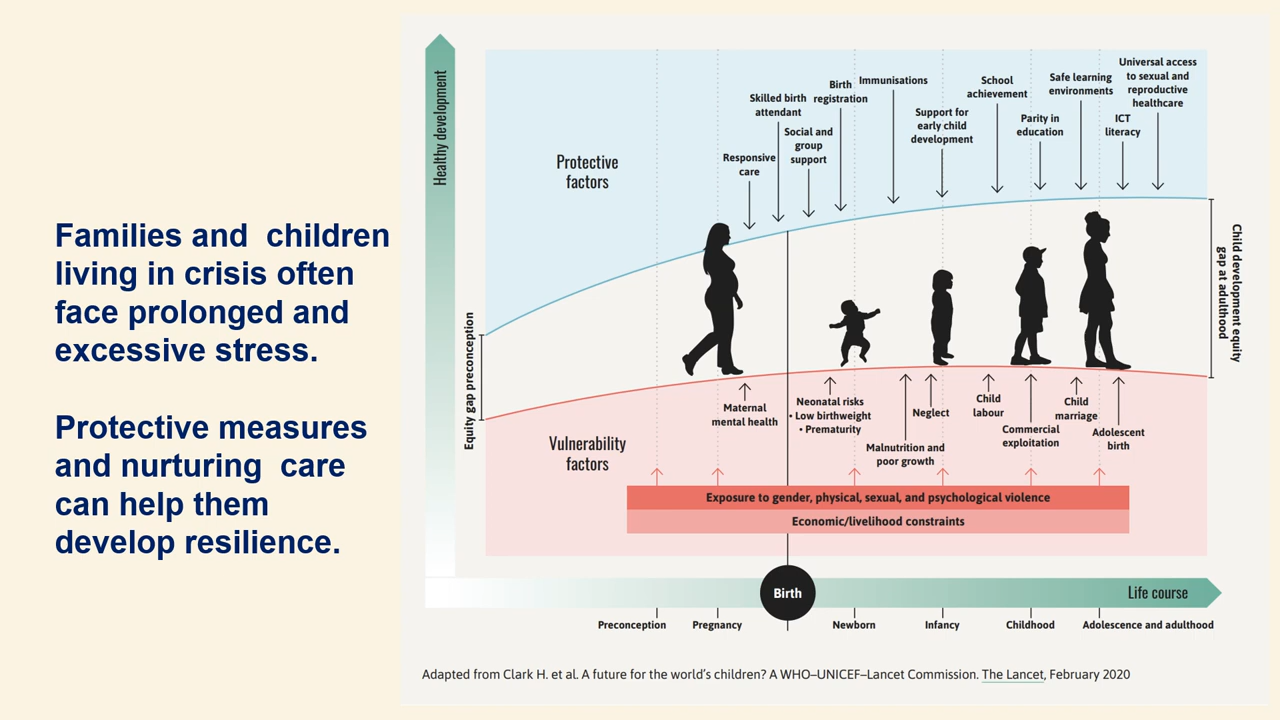 Families and  children
living in crisis often
face prolonged and
excessive stress.
Protective measures
and nurturing  care
can help them
develop resilience.
Healthy development
Protective
factors
Responsive
care
Skilled birth
attendant
Social and
group
support
Birth
registration
Immunisations
Support for
early child
development
School
achievement
Parity in
education
Safe learning
environments
ICT
literacy
Universal access
to sexual and
reproductive
healthcare
Equity gap preconception
Child development equity
gap at adulthood
Vulnerability
factors
Maternal
mental health
Neonatal risks
• Low birthweight
• Prematurity
Malnutrition and
poor growth
Neglect
Child
labour
Commercial
exploitation
Child
marriage
Adolescent
birth
Exposure to gender, physical, sexual, and psychological violence
Economic/livelihood constraints
Birth
Life course
Preconception
Pregnancy
Newborn
Infancy
Childhood
Adolescence and adulthood
Adapted from Clark H. et al. A future for the world's children? A WHO–UNICEF–Lancet Commission. The Lancet, February 2020